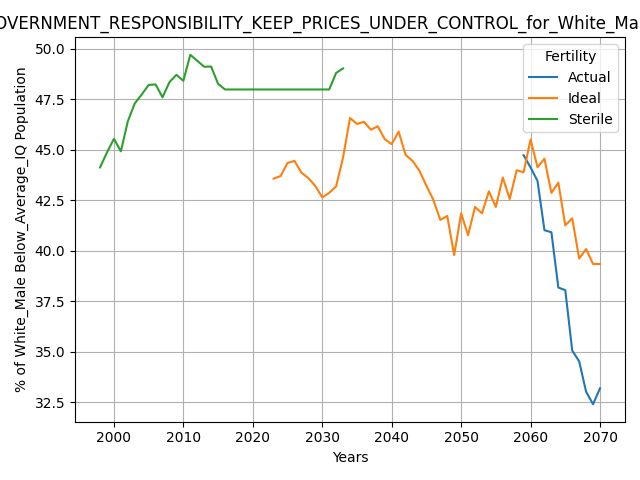 OVERNMENT_RESPONSIBILITY_KEEP_PRICES_UNDER_CONTROL_for_White_Ma
Fertility
Actual
Ideal
Sterile
% of White_Male Below_Average_IQ Population
50.0
47.5
45.0
42.5
40.0
37.5
35.0
32.5
2000 2010 2020 2030 2040 2050 2060 2070
Years